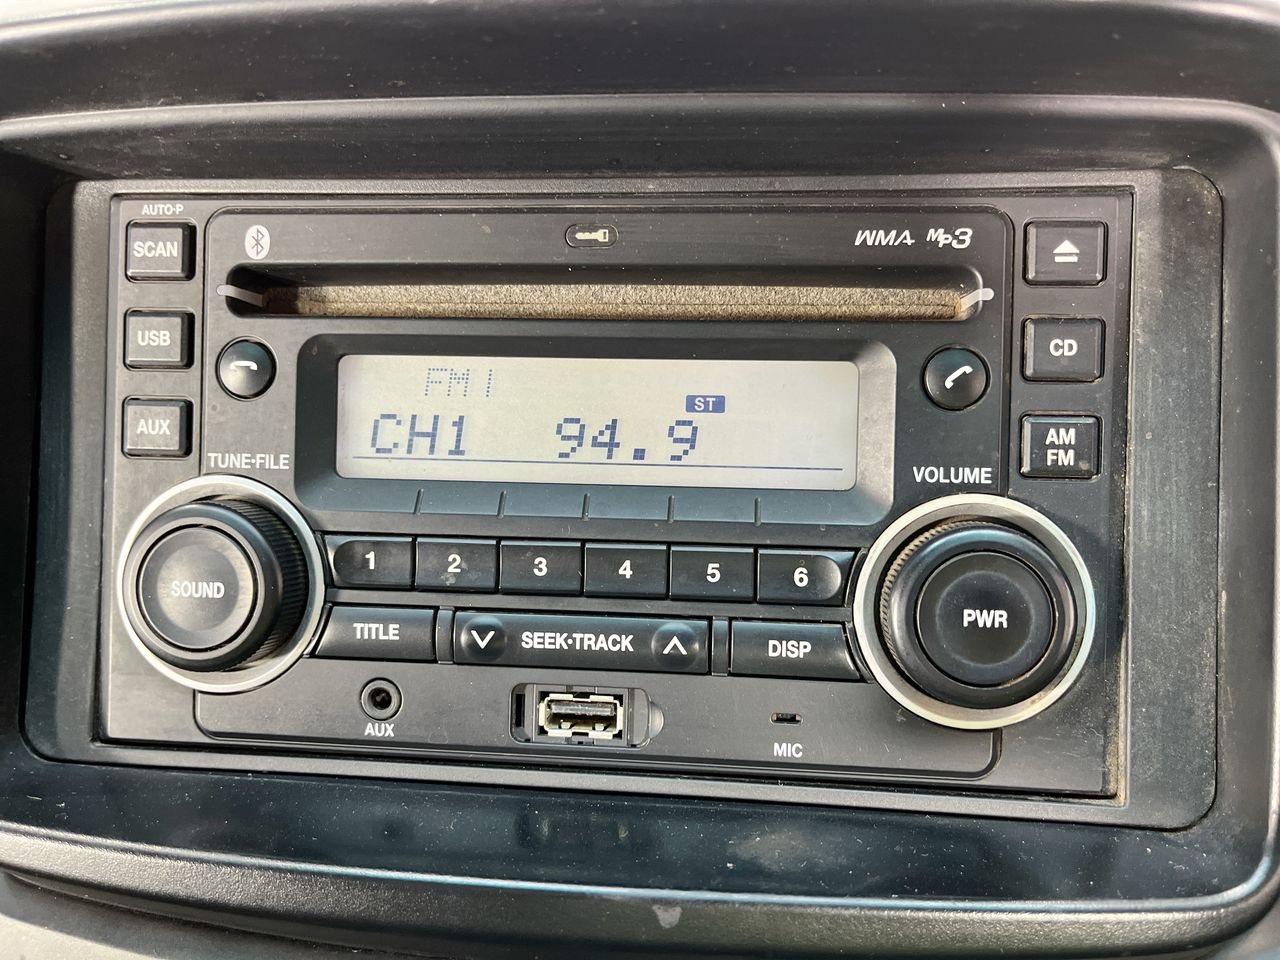 AUTO-P
SCAN
WMA MP3
USB
CD
FM1
ST
CH1 94.9
AUX
AM
FM
TUNE•FILE
VOLUME
1 2 3 4 5 6
SOUND
PWR
TITLE
SEEK•TRACK
DISP
AUX
MIC